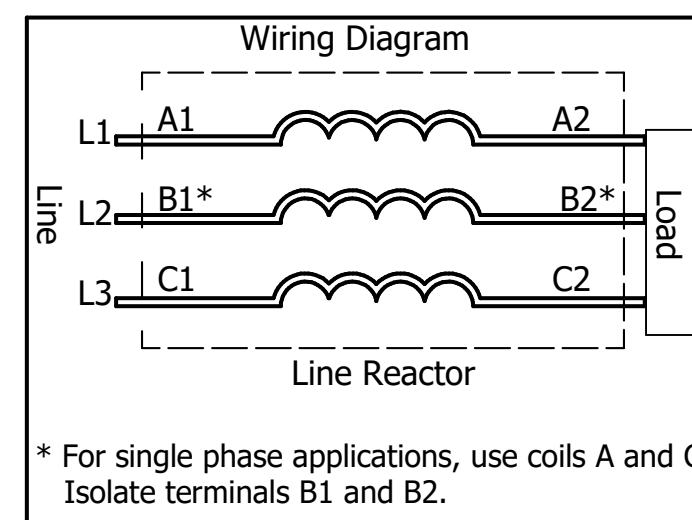 Wiring Diagram
L1 A1 A2
Line
L2 B1* B2*
Load
L3 C1 C2
Line Reactor
* For single phase applications, use coils A and C
Isolate terminals B1 and B2.